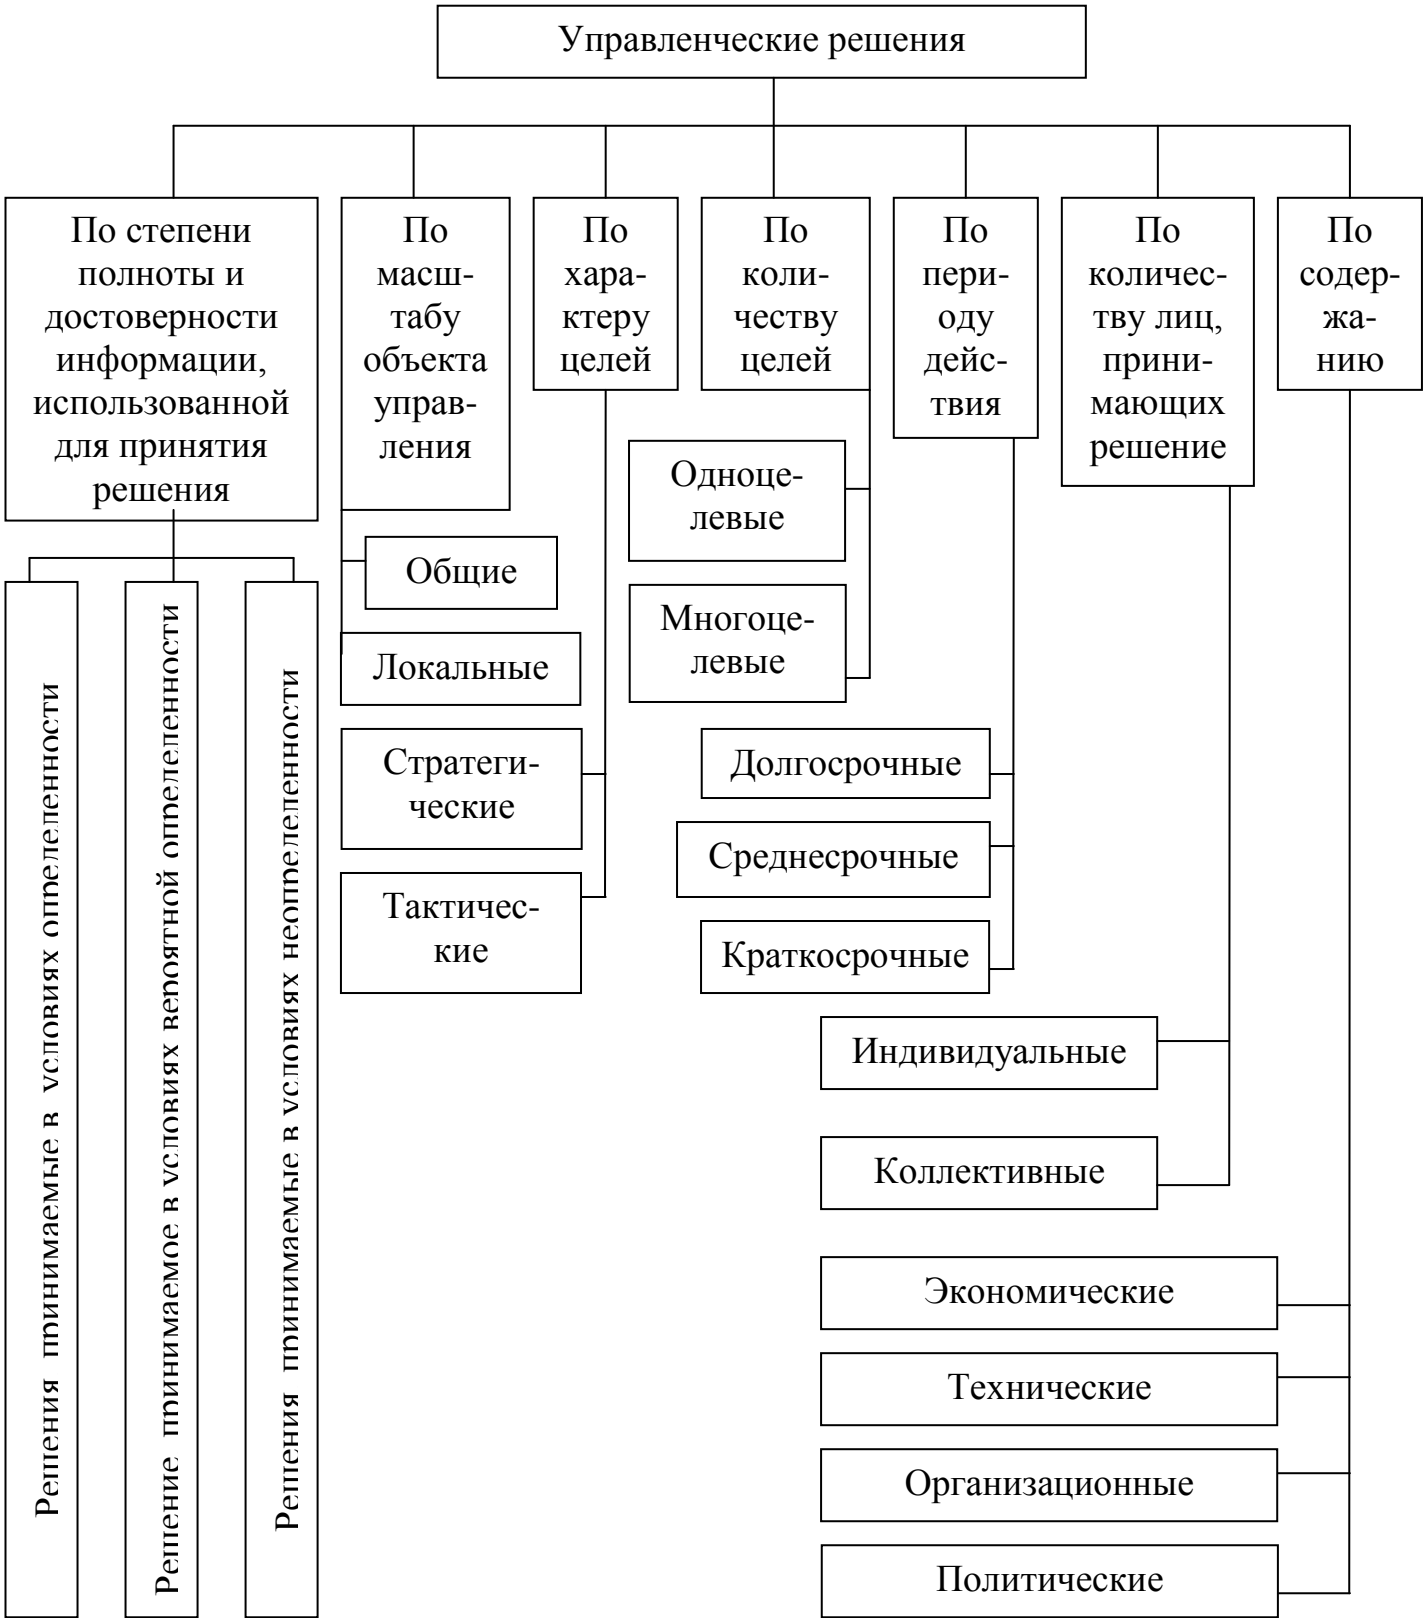 Управленческие решения
По степени
полноты и
достоверности
информации,
использованной
для принятия
решения
По
масш-
табу
объекта
управ-
ления
По
хара-
ктеру
целей
По
коли-
честву
целей
По
пери-
оду
дейс-
твия
По
количес-
тву лиц,
прини-
мающих
решение
По
содер-
жа-
нию
Решения принимаемые в условиях определенности
Решение принимаемое в условиях вероятной определенности
Решения принимаемые в условиях неопределенности
Общие
Локальные
Стратеги-
ческие
Тактичес-
кие
Одноце-
левые
Многоце-
левые
Долгосрочные
Среднесрочные
Краткосрочные
Индивидуальные
Коллективные
Экономические
Технические
Организационные
Политические